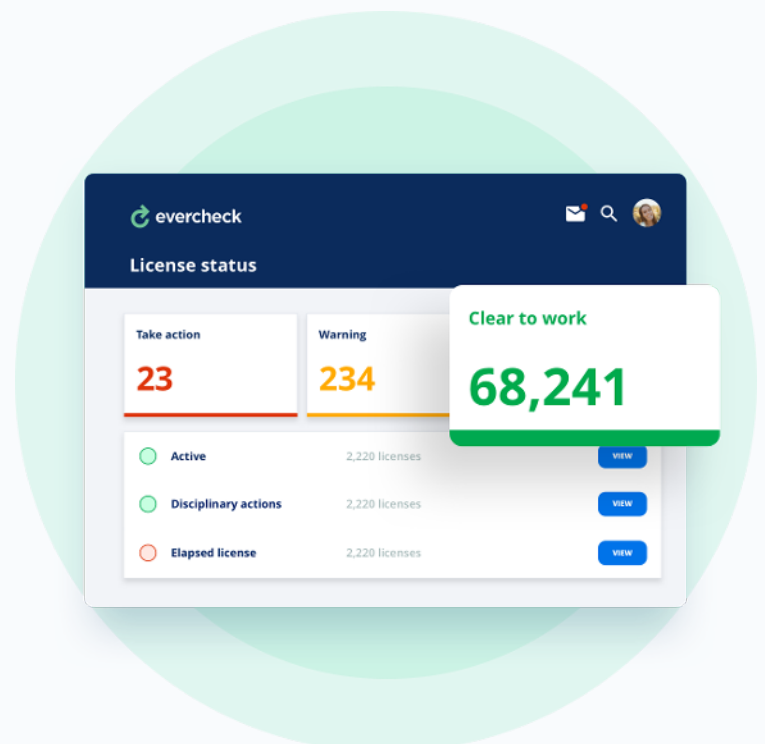 evercheck
License status
Take action
Warning
Clear to work
23
234
68,241
Active 2,220 licenses VIEW
Disciplinary actions 2,220 licenses VIEW
Elapsed license 2,220 licenses VIEW